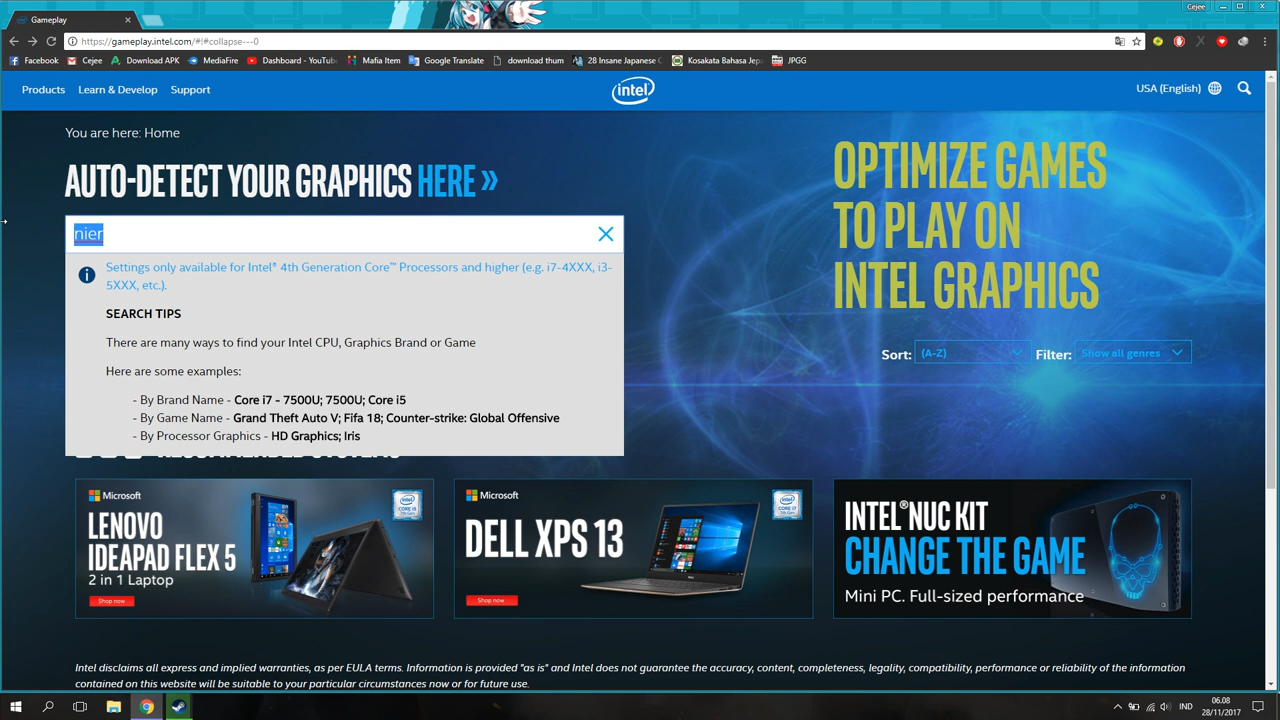 Gameplay
Cejee
https://gameplay.intel.com/#!#collapse---0
Facebook
Cejee
Download APK
MediaFire
Dashboard - YouTube
Mafia Item
Google Translate
download thum
28 Insane Japanese C
Kosakata Bahasa Jepa
JPGG
Products
Learn & Develop
Support
intel
USA (English)
You are here: Home
AUTO-DETECT YOUR GRAPHICS HERE »
OPTIMIZE GAMES
TO PLAY ON
INTEL GRAPHICS
nier
Settings only available for Intel® 4th Generation Core™ Processors and higher (e.g. i7-4XXX, i3-
5XXX, etc.).
SEARCH TIPS
There are many ways to find your Intel CPU, Graphics Brand or Game
Here are some examples:
- By Brand Name - Core i7 - 7500U; 7500U; Core i5
- By Game Name - Grand Theft Auto V; Fifa 18; Counter-strike: Global Offensive
- By Processor Graphics - HD Graphics; Iris
Sort: (A-Z)
Filter: Show all genres
Microsoft
LENOVO
IDEAPAD FLEX 5
2 in 1 Laptop
Shop now
Microsoft
DELL XPS 13
Shop now
INTEL® NUC KIT
CHANGE THE GAME
Mini PC. Full-sized performance
Intel disclaims all express and implied warranties, as per EULA terms. Information is provided "as is" and Intel does not guarantee the accuracy, content, completeness, legality, compatibility, performance or reliability of the information
contained on this website will be suitable to your particular circumstances now or for future use.
IND
06.08
28/11/2017